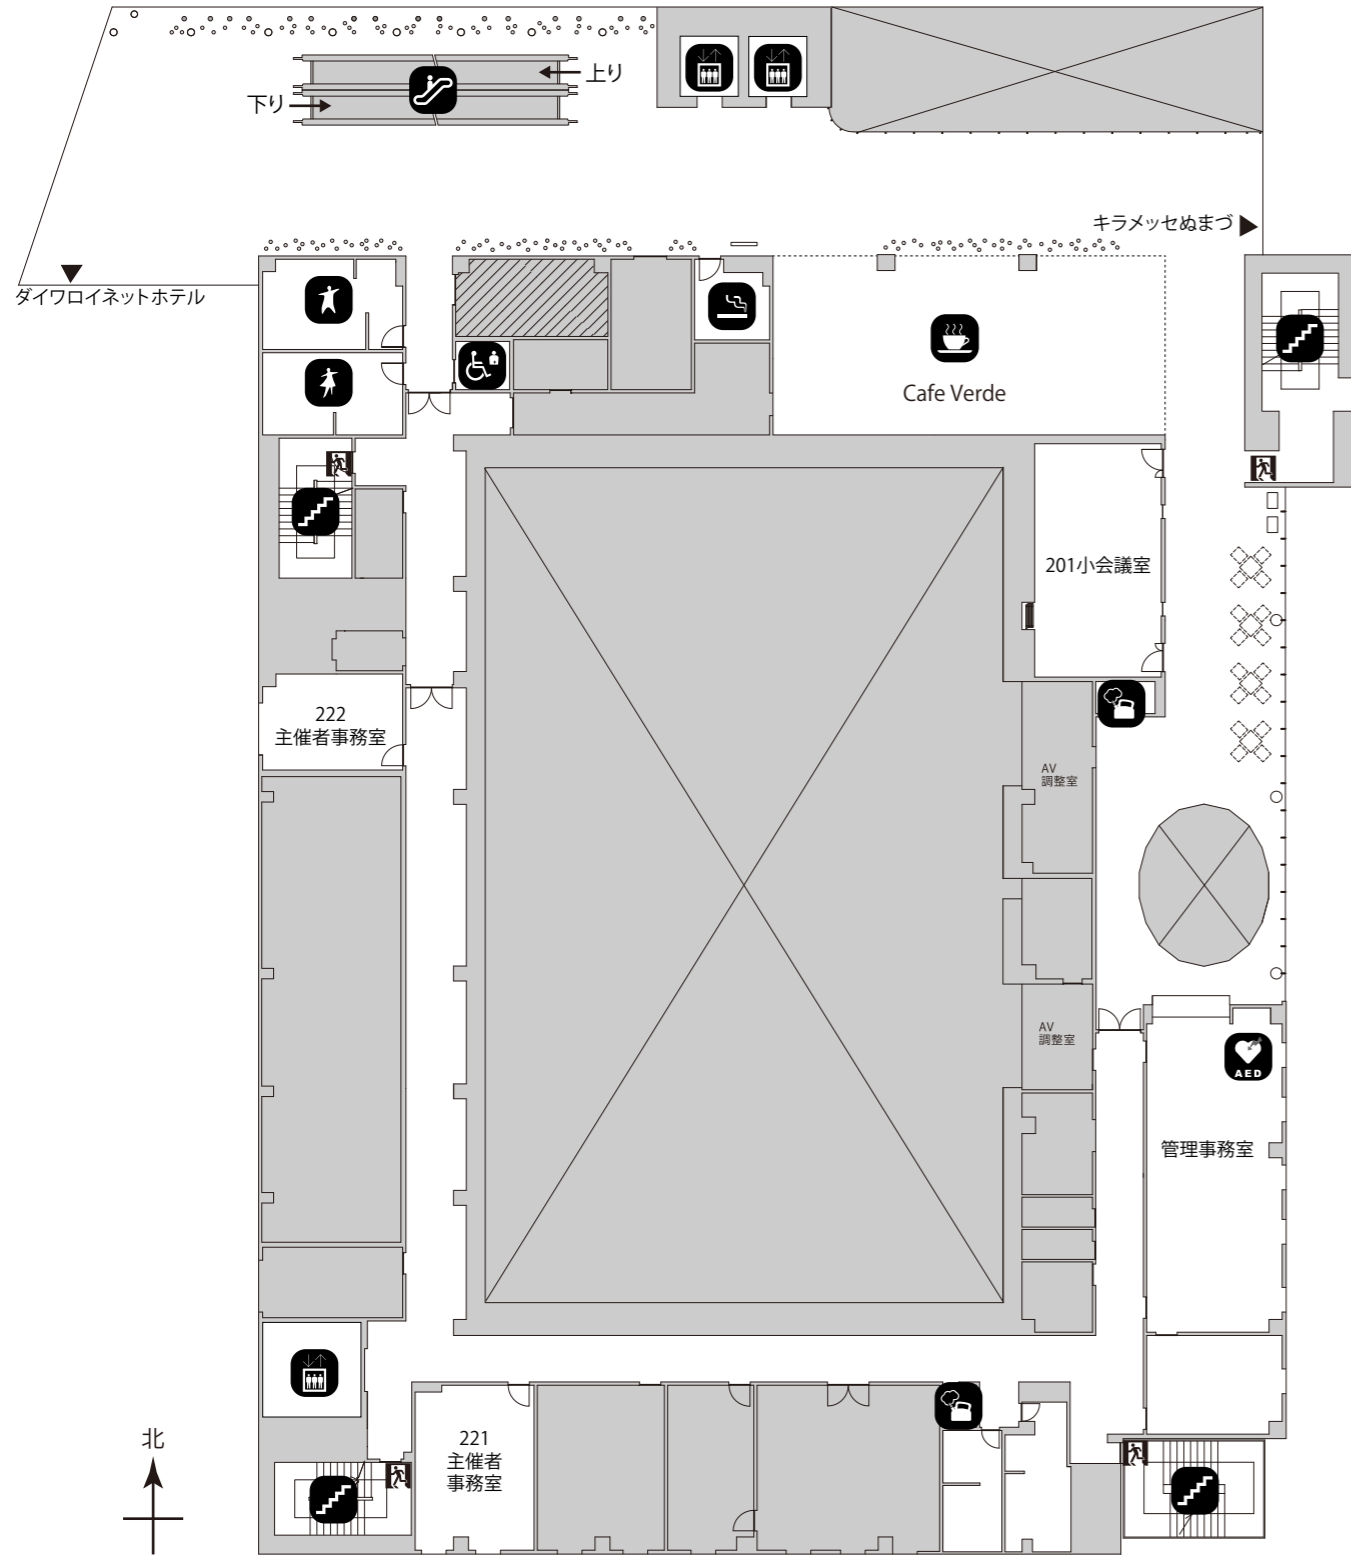 上り
下り
キラメッセぬまづ
ダイワロイネットホテル
Cafe Verde
201小会議室
222
主催者事務室
AV
調整室
AV
調整室
AED
管理事務室
221
主催者
事務室
北